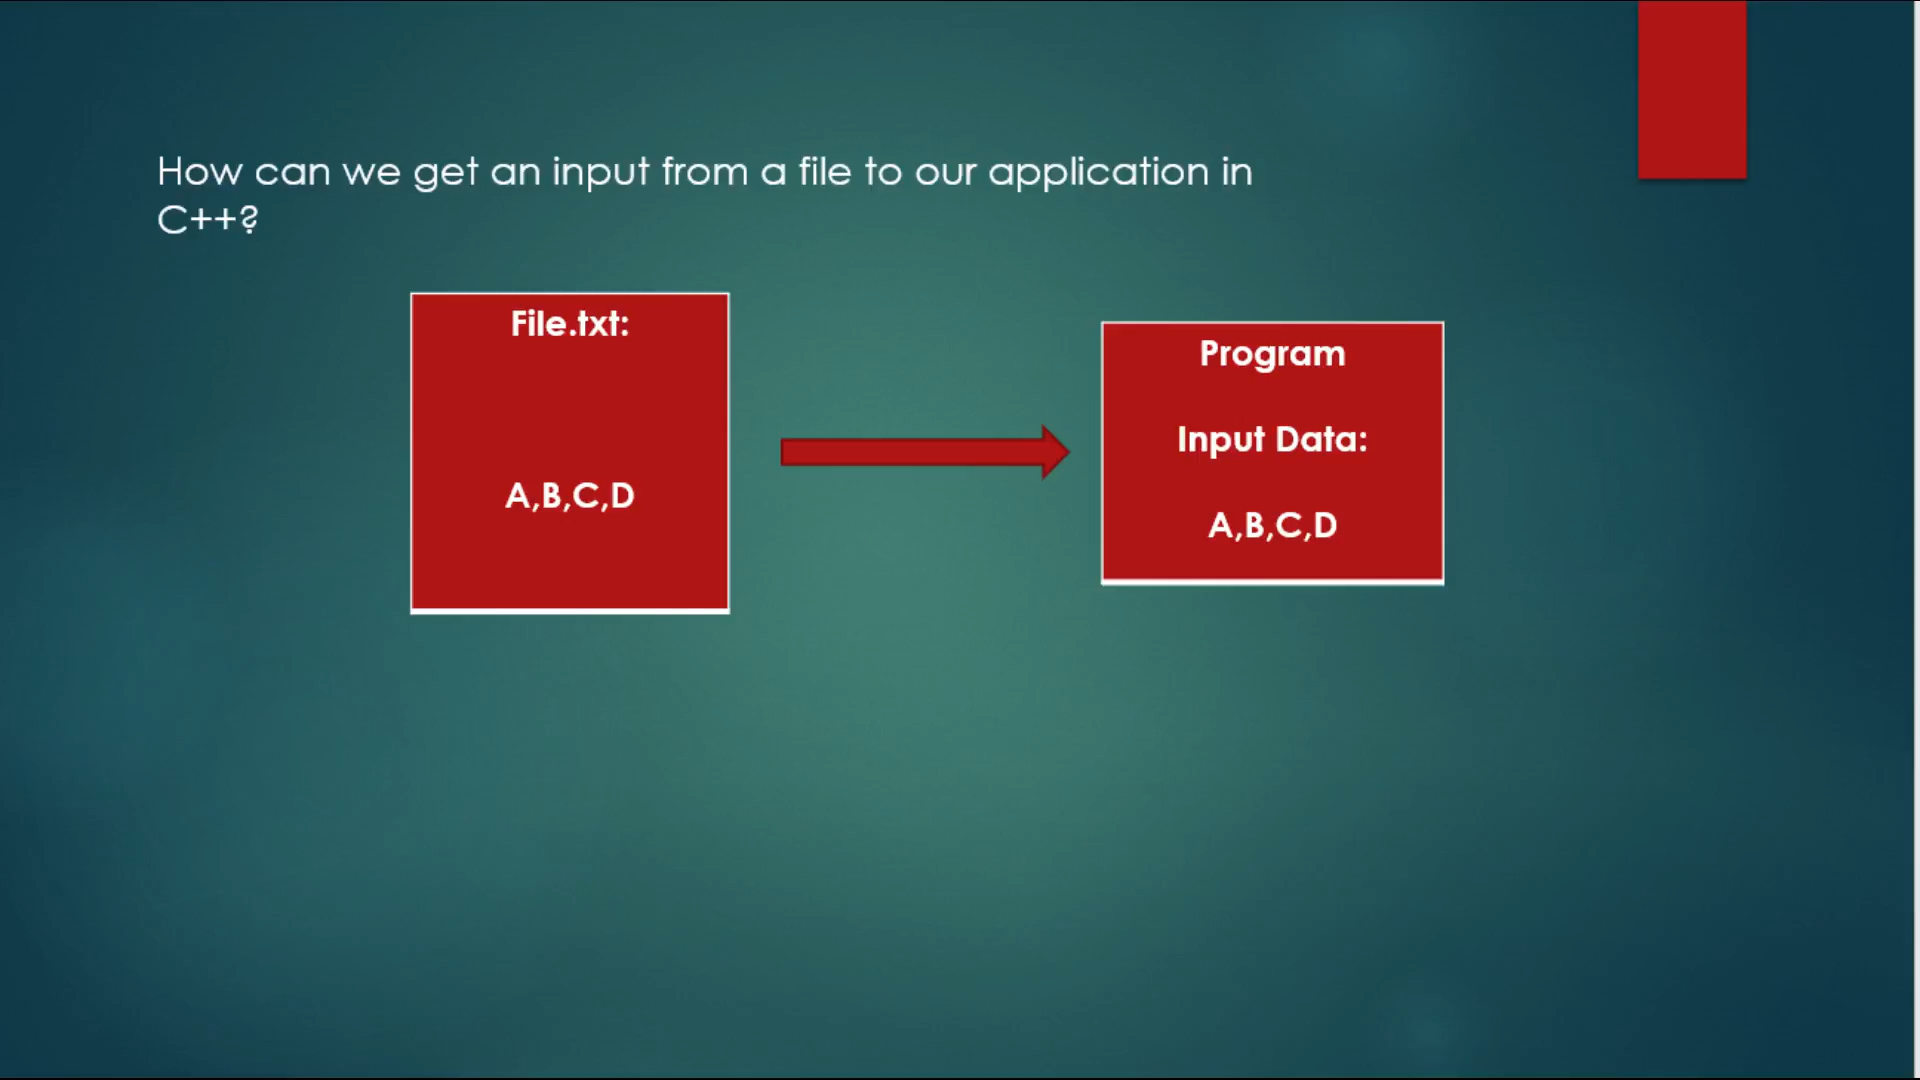 How can we get an input from a file to our application in
C++?
File.txt:
A,B,C,D
Program
Input Data:
A,B,C,D